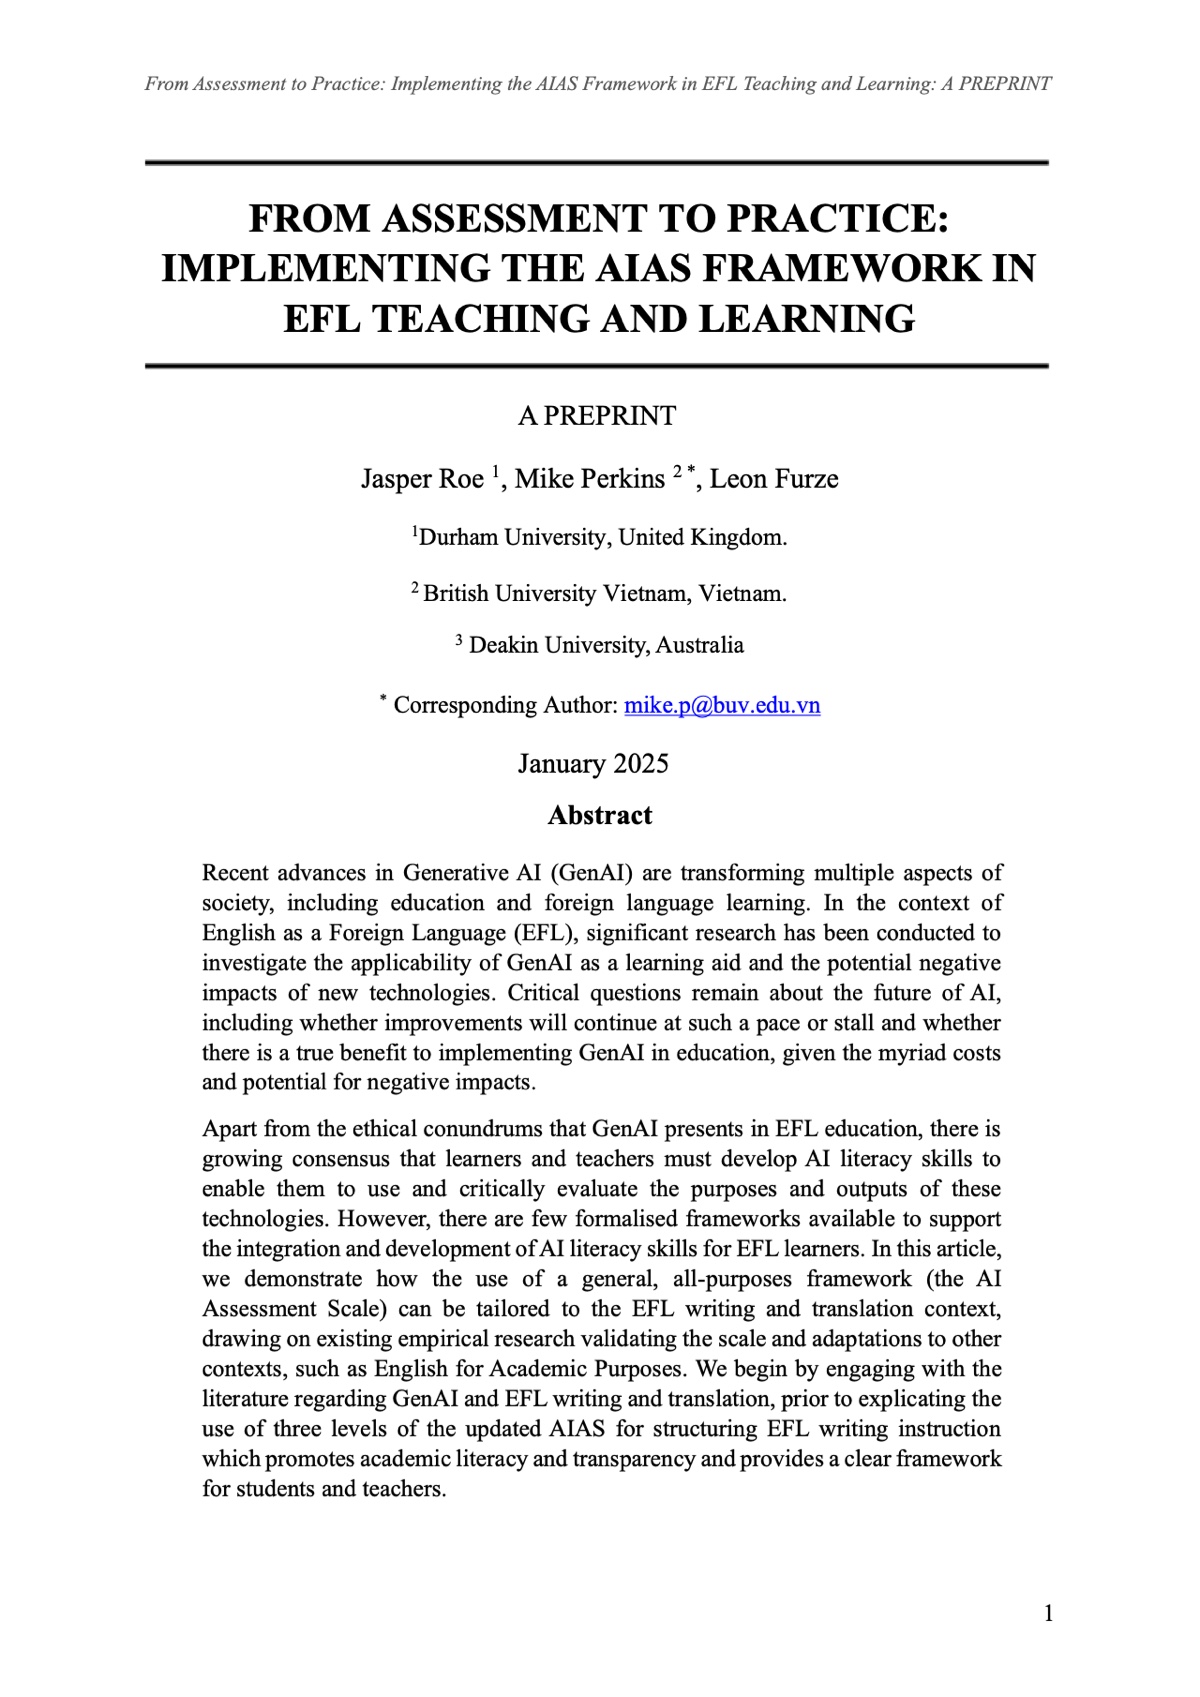 From Assessment to Practice: Implementing the AIAS Framework in EFL Teaching and Learning: A PREPRINT
FROM ASSESSMENT TO PRACTICE:
IMPLEMENTING THE AIAS FRAMEWORK IN
EFL TEACHING AND LEARNING
A PREPRINT
Jasper Roe 1, Mike Perkins 2 *, Leon Furze
1Durham University, United Kingdom.
2 British University Vietnam, Vietnam.
3 Deakin University, Australia
* Corresponding Author: mike.p@buv.edu.vn
January 2025
Abstract
Recent advances in Generative AI (GenAI) are transforming multiple aspects of
society, including education and foreign language learning. In the context of
English as a Foreign Language (EFL), significant research has been conducted to
investigate the applicability of GenAI as a learning aid and the potential negative
impacts of new technologies. Critical questions remain about the future of AI,
including whether improvements will continue at such a pace or stall and whether
there is a true benefit to implementing GenAI in education, given the myriad costs
and potential for negative impacts.
Apart from the ethical conundrums that GenAI presents in EFL education, there is
growing consensus that learners and teachers must develop AI literacy skills to
enable them to use and critically evaluate the purposes and outputs of these
technologies. However, there are few formalised frameworks available to support
the integration and development of AI literacy skills for EFL learners. In this article,
we demonstrate how the use of a general, all-purposes framework (the AI
Assessment Scale) can be tailored to the EFL writing and translation context,
drawing on existing empirical research validating the scale and adaptations to other
contexts, such as English for Academic Purposes. We begin by engaging with the
literature regarding GenAI and EFL writing and translation, prior to explicating the
use of three levels of the updated AIAS for structuring EFL writing instruction
which promotes academic literacy and transparency and provides a clear framework
for students and teachers.
1